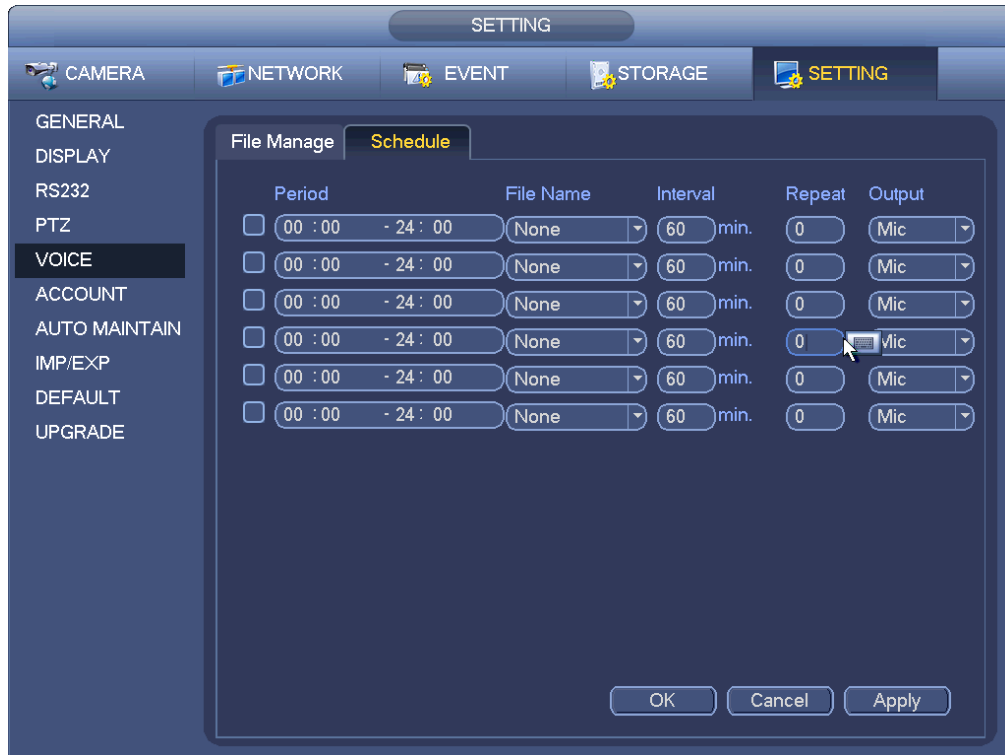 SETTING
CAMERA NETWORK EVENT STORAGE SETTING
GENERAL
DISPLAY
RS232
PTZ
VOICE
ACCOUNT
AUTO MAINTAIN
IMP/EXP
DEFAULT
UPGRADE
File Manage Schedule
Period File Name Interval Repeat Output
00 :00 - 24 : 00 None 60 min. 0 Mic
00 :00 - 24 : 00 None 60 min. 0 Mic
00 :00 - 24 : 00 None 60 min. 0 Mic
00 :00 - 24 : 00 None 60 min. 0 Mic
00 :00 - 24 : 00 None 60 min. 0 Mic
00 :00 - 24 : 00 None 60 min. 0 Mic
OK Cancel Apply